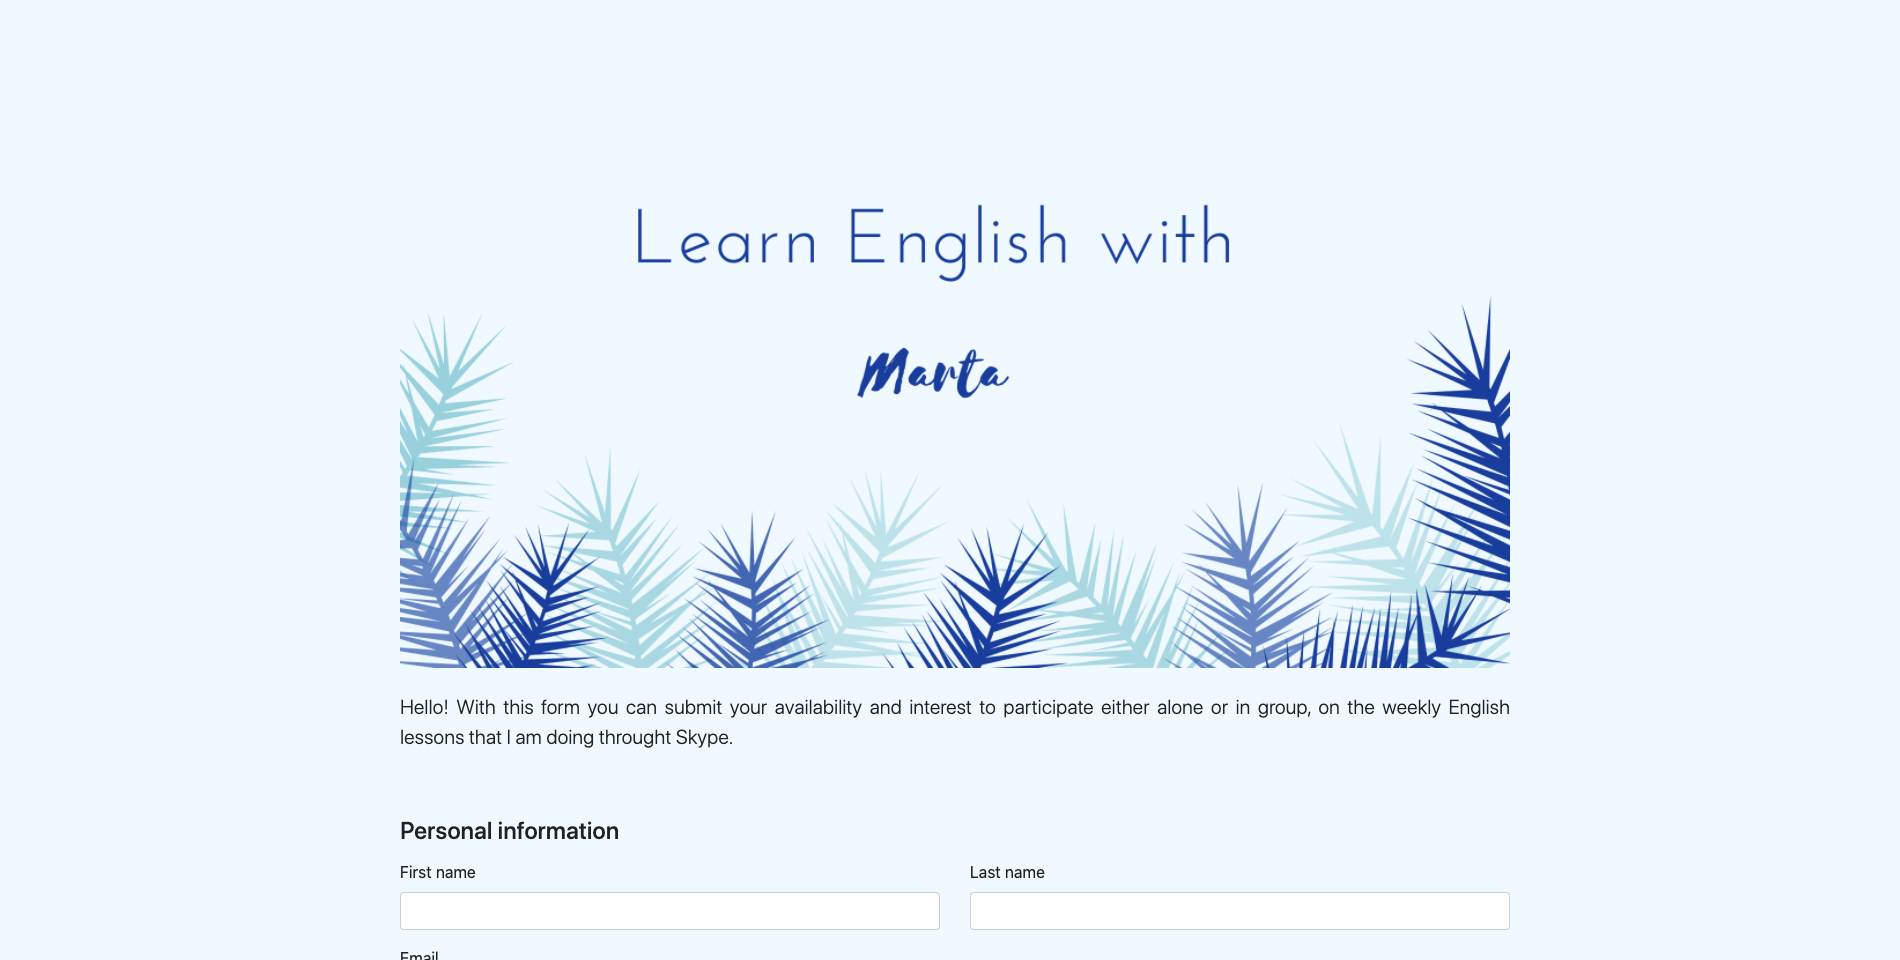 Learn English with
Marta
Hello! With this form you can submit your availability and interest to participate either alone or in group, on the weekly English
lessons that I am doing throught Skype.
Personal information
First name
Last name
Email